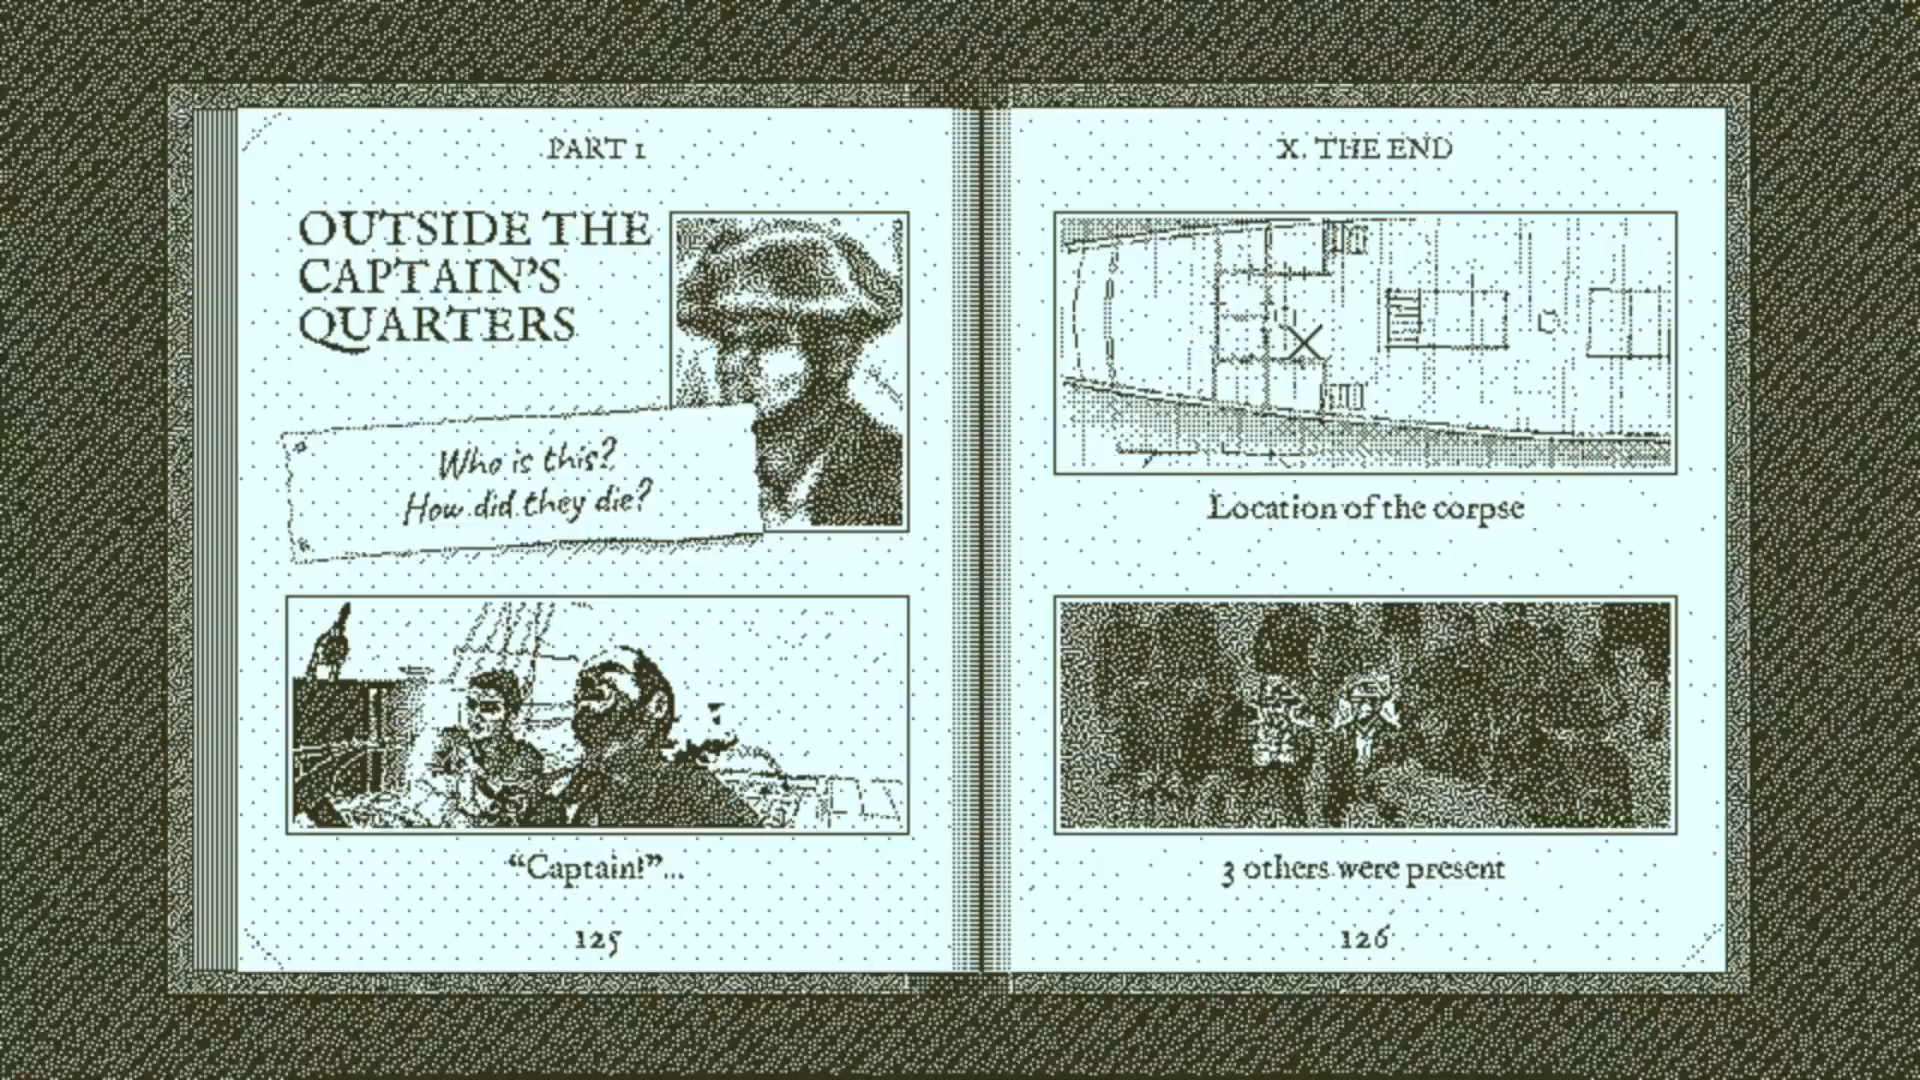 PART 1
OUTSIDE THE
CAPTAIN'S
QUARTERS
Who is this?
How did they die?
"Captain!"...
125
X. THE END
Location of the corpse
3 others were present
126